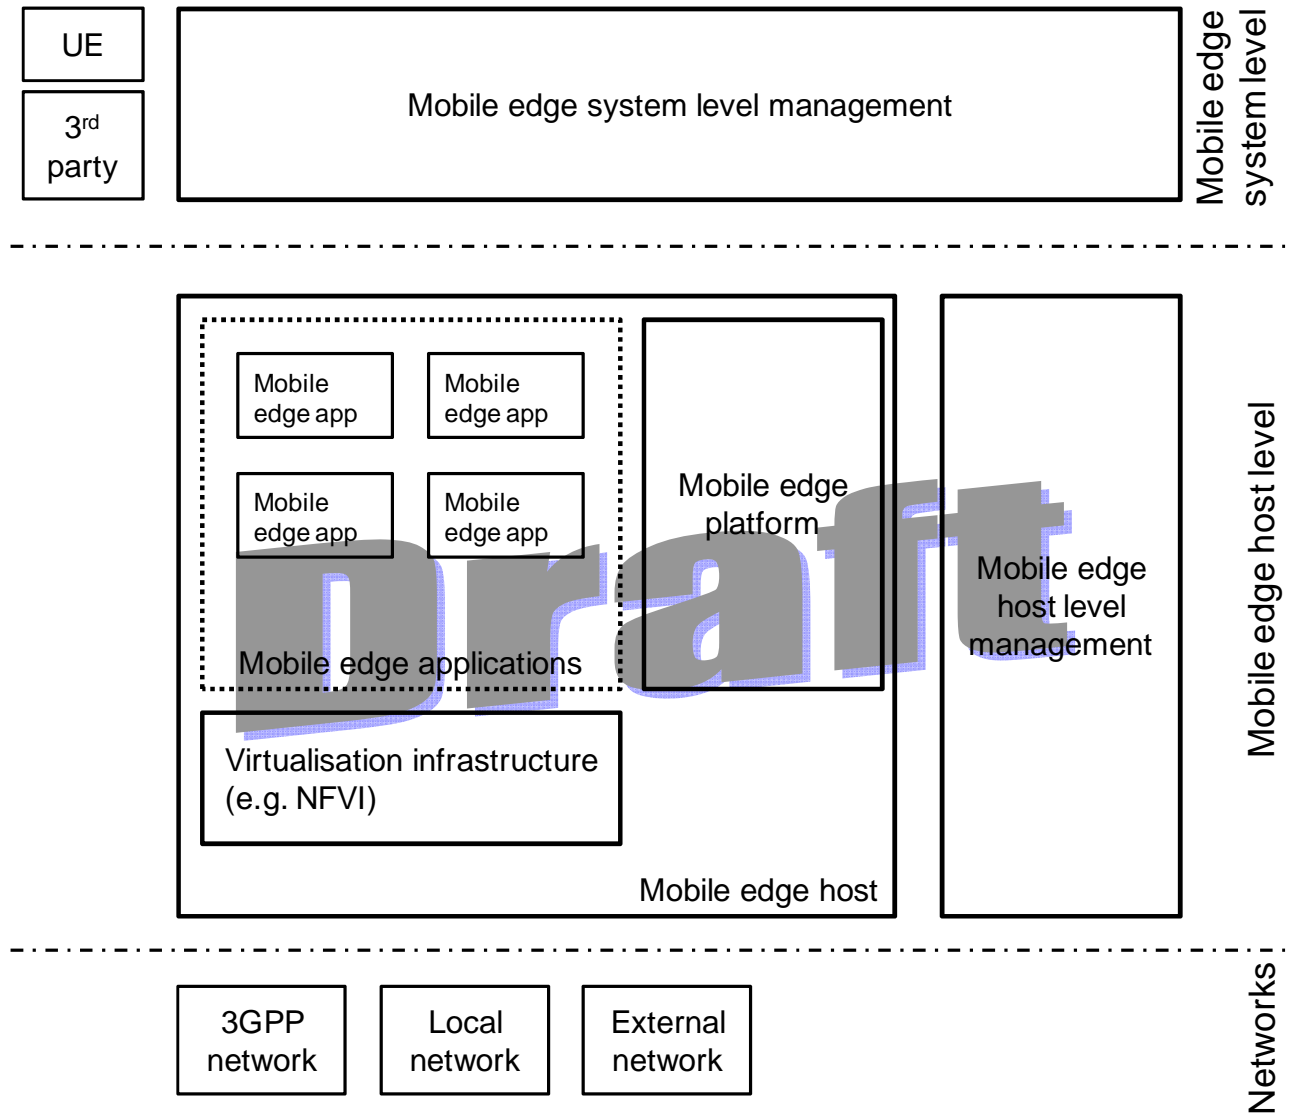 UE
3rd
party
Mobile edge system level management
Mobile edge
system level
Mobile
edge app
Mobile
edge app
Mobile
edge app
Mobile
edge app
Mobile edge applications
Mobile edge
platform
Virtualisation infrastructure
(e.g. NFVI)
Mobile edge host
Mobile edge
host level
management
Mobile edge host level
Draft
3GPP
network
Local
network
External
network
Networks